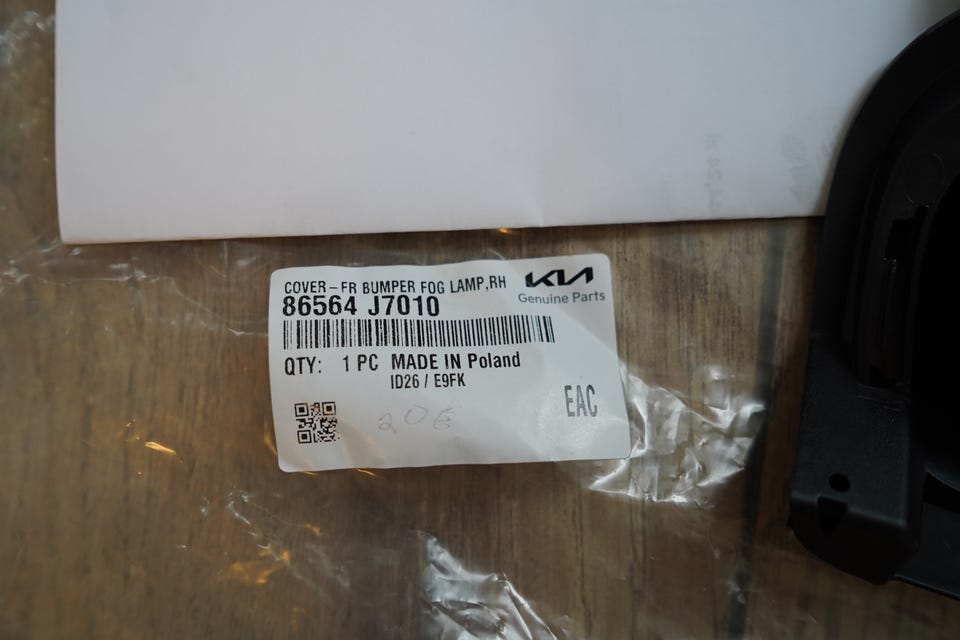 COVER-FR BUMPER FOG LAMP,RH
86564 J7010
KIA
Genuine Parts
QTY: 1 PC MADE IN Poland
ID26 / E9FK
EAC
20€